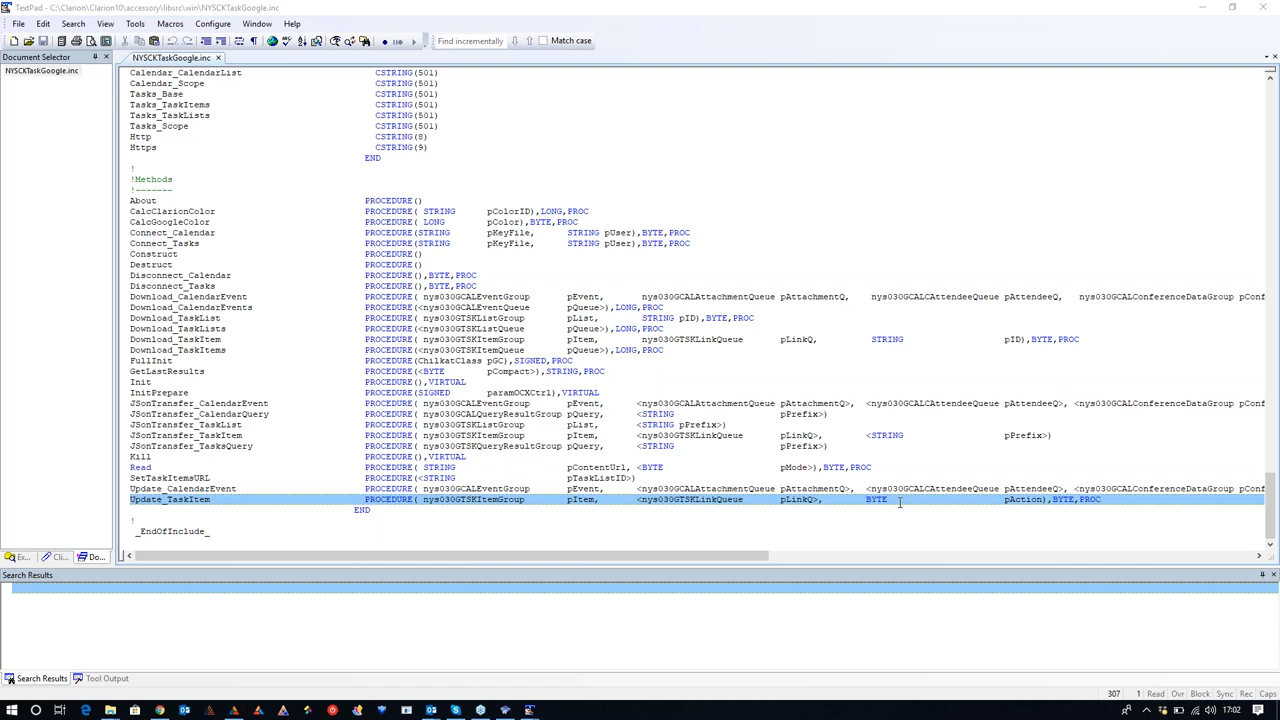 TextPad - C:\Clarion\Clarion10\accessory\libsrc\win\NYSCKTaskGoogle.inc
File Edit Search View Tools Macros Configure Window Help
Find incrementally Match case
Document Selector
NYSCKTaskGoogle.inc
NYSCKTaskGoogle.inc
Calendar_CalendarList CSTRING(501)
Calendar_Scope CSTRING(501)
Tasks_Base CSTRING(501)
Tasks_TaskItems CSTRING(501)
Tasks_TaskLists CSTRING(501)
Tasks_Scope CSTRING(501)
Http CSTRING(8)
Https CSTRING(9)
END
!
!Methods
!-------
About PROCEDURE()
CalcClarionColor PROCEDURE( STRING pColorID),LONG,PROC
CalcGoogleColor PROCEDURE( LONG pColor),BYTE,PROC
Connect_Calendar PROCEDURE(STRING pKeyFile, STRING pUser),BYTE,PROC
Connect_Tasks PROCEDURE(STRING pKeyFile, STRING pUser),BYTE,PROC
Construct PROCEDURE()
Destruct PROCEDURE()
Disconnect_Calendar PROCEDURE(),BYTE,PROC
Disconnect_Tasks PROCEDURE(),BYTE,PROC
Download_CalendarEvent PROCEDURE( nys030GCALEventGroup pEvent, nys030GCALAttachmentQueue pAttachmentQ, nys030GCALCAttendeeQueue pAttendeeQ, nys030GCALConferenceDataGroup pConf
Download_CalendarEvents PROCEDURE(<nys030GCALEventQueue pQueue>),LONG,PROC
Download_TaskList PROCEDURE( nys030GTSKListGroup pList, STRING pID),BYTE,PROC
Download_TaskLists PROCEDURE(<nys030GTSKListQueue pQueue>),LONG,PROC
Download_TaskItem PROCEDURE( nys030GTSKItemGroup pItem, nys030GTSKLinkQueue pLinkQ, STRING pID),BYTE,PROC
Download_TaskItems PROCEDURE(<nys030GTSKItemQueue pQueue>),LONG,PROC
FullInit PROCEDURE(ChilkatClass pGC),SIGNED,PROC
GetLastResults PROCEDURE(<BYTE pCompact>),STRING,PROC
Init PROCEDURE(),VIRTUAL
InitPrepare PROCEDURE(SIGNED paramOCXCtrl),VIRTUAL
JSonTransfer_CalendarEvent PROCEDURE( nys030GCALEventGroup pEvent, <nys030GCALAttachmentQueue pAttachmentQ>, <nys030GCALCAttendeeQueue pAttendeeQ>, <nys030GCALConferenceDataGroup pConf
JSonTransfer_CalendarQuery PROCEDURE( nys030GCALQueryResultGroup pQuery, <STRING pPrefix>)
JSonTransfer_TaskList PROCEDURE( nys030GTSKListGroup pList, <STRING pPrefix>)
JSonTransfer_TaskItem PROCEDURE( nys030GTSKItemGroup pItem, <nys030GTSKLinkQueue pLinkQ>, <STRING pPrefix>)
JSonTransfer_TasksQuery PROCEDURE( nys030GTSKQueryResultGroup pQuery, <STRING pPrefix>)
Kill PROCEDURE(),VIRTUAL
Read PROCEDURE( STRING pContentUrl, <BYTE pMode>),BYTE,PROC
SetTaskItemsURL PROCEDURE(<STRING pTaskListID>)
Update_CalendarEvent PROCEDURE( nys030GCALEventGroup pEvent, <nys030GCALAttachmentQueue pAttachmentQ>, <nys030GCALCAttendeeQueue pAttendeeQ>, <nys030GCALConferenceDataGroup pConf
Update_TaskItem PROCEDURE( nys030GTSKItemGroup pItem, <nys030GTSKLinkQueue pLinkQ>, BYTE pAction),BYTE,PROC
END
!
_EndOfInclude_
Ex... Cli... Do...
Search Results
Search Results Tool Output
307 1 Read Ovr Block Sync Rec Caps
17:02